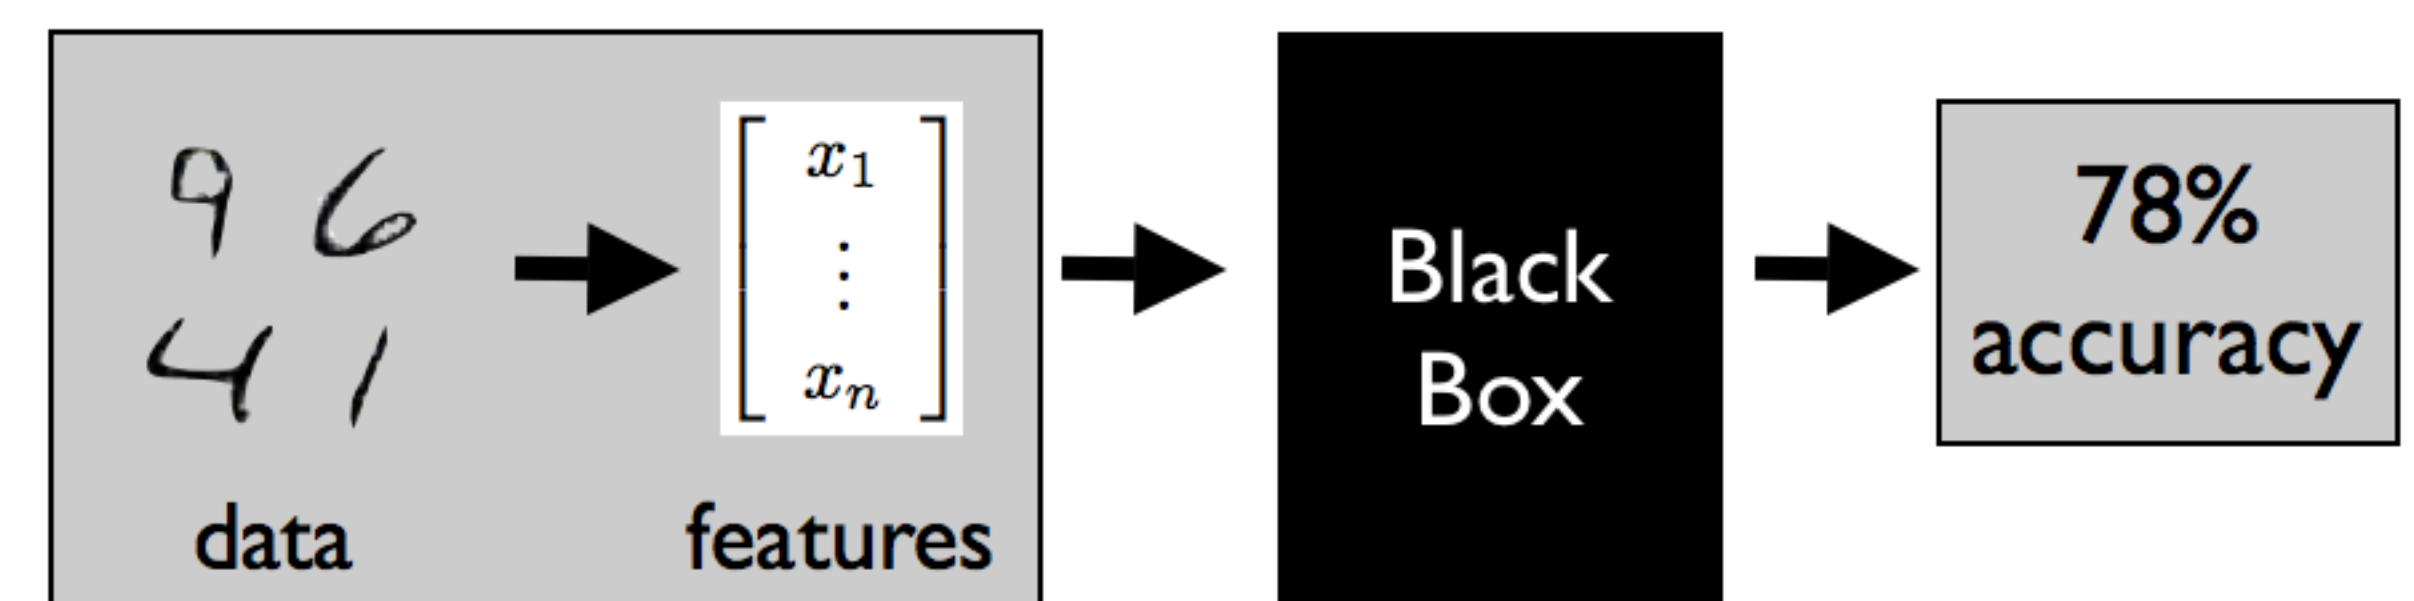 9 6
4 1
data
x1
⋮
xn
features
Black
Box
78%
accuracy